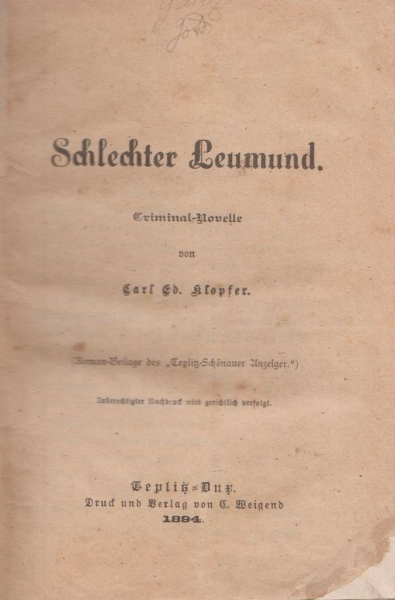 Schlechter Leumund.
Criminal-Novelle
von
Carl Ed. Klopfer.
(Roman-Beilage des „Teplitz-Schönauer Anzeiger.“)
Unberechtigter Nachdruck wird gerichtlich verfolgt.
Teplitz-Dux.
Druck und Verlag von C. Weigend
1894.